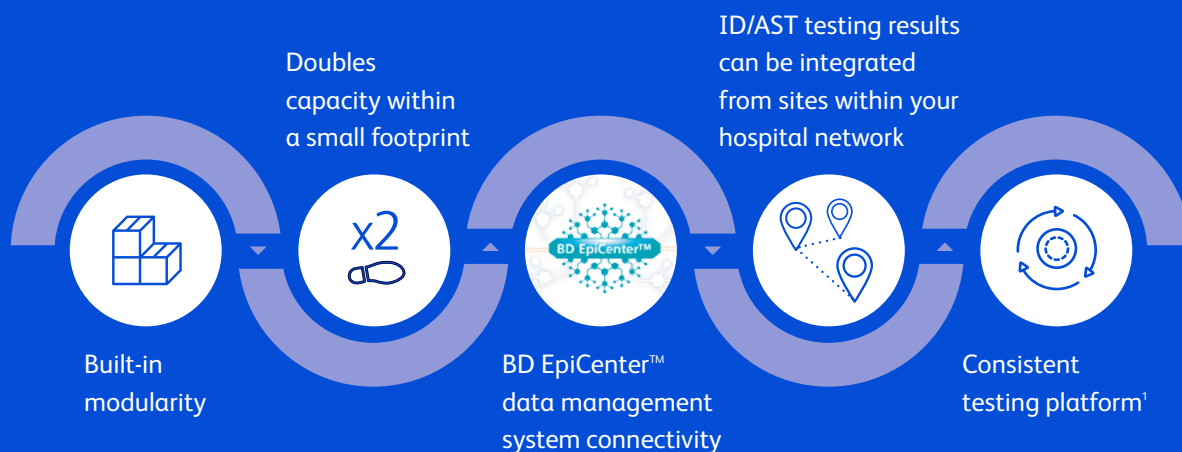 Built-in
modularity
Doubles
capacity within
a small footprint
x2
BD EpiCenter™
BD EpiCenter™
data management
system connectivity
ID/AST testing results
can be integrated
from sites within your
hospital network
Consistent
testing platform¹